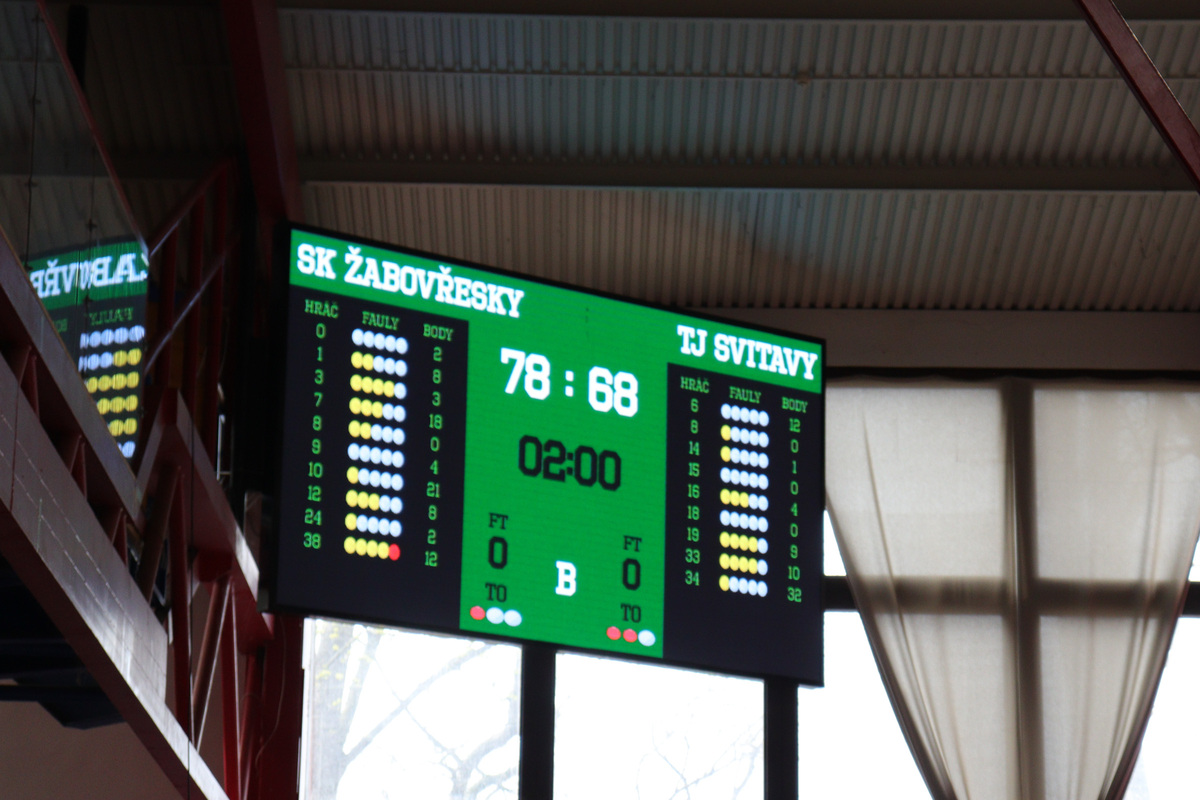 SK ŽABOVŘESKY
TJ SVITAVY
HRÁČ FAULY BODY
0 2
1 8
3 3
7 18
8 0
9 4
10 21
12 8
24 2
38 12
78 : 68
02:00
FT
0
TO
B
FT
0
TO
HRÁČ FAULY BODY
6 12
8 0
14 1
15 0
16 4
18 0
19 9
33 10
34 32